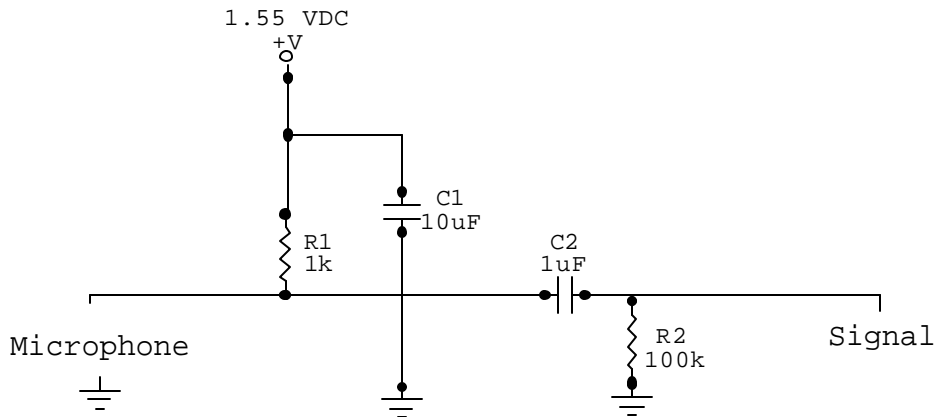 1.55 VDC
+V
C1
10uF
R1
1k
C2
1uF
Microphone
R2
100k
Signal